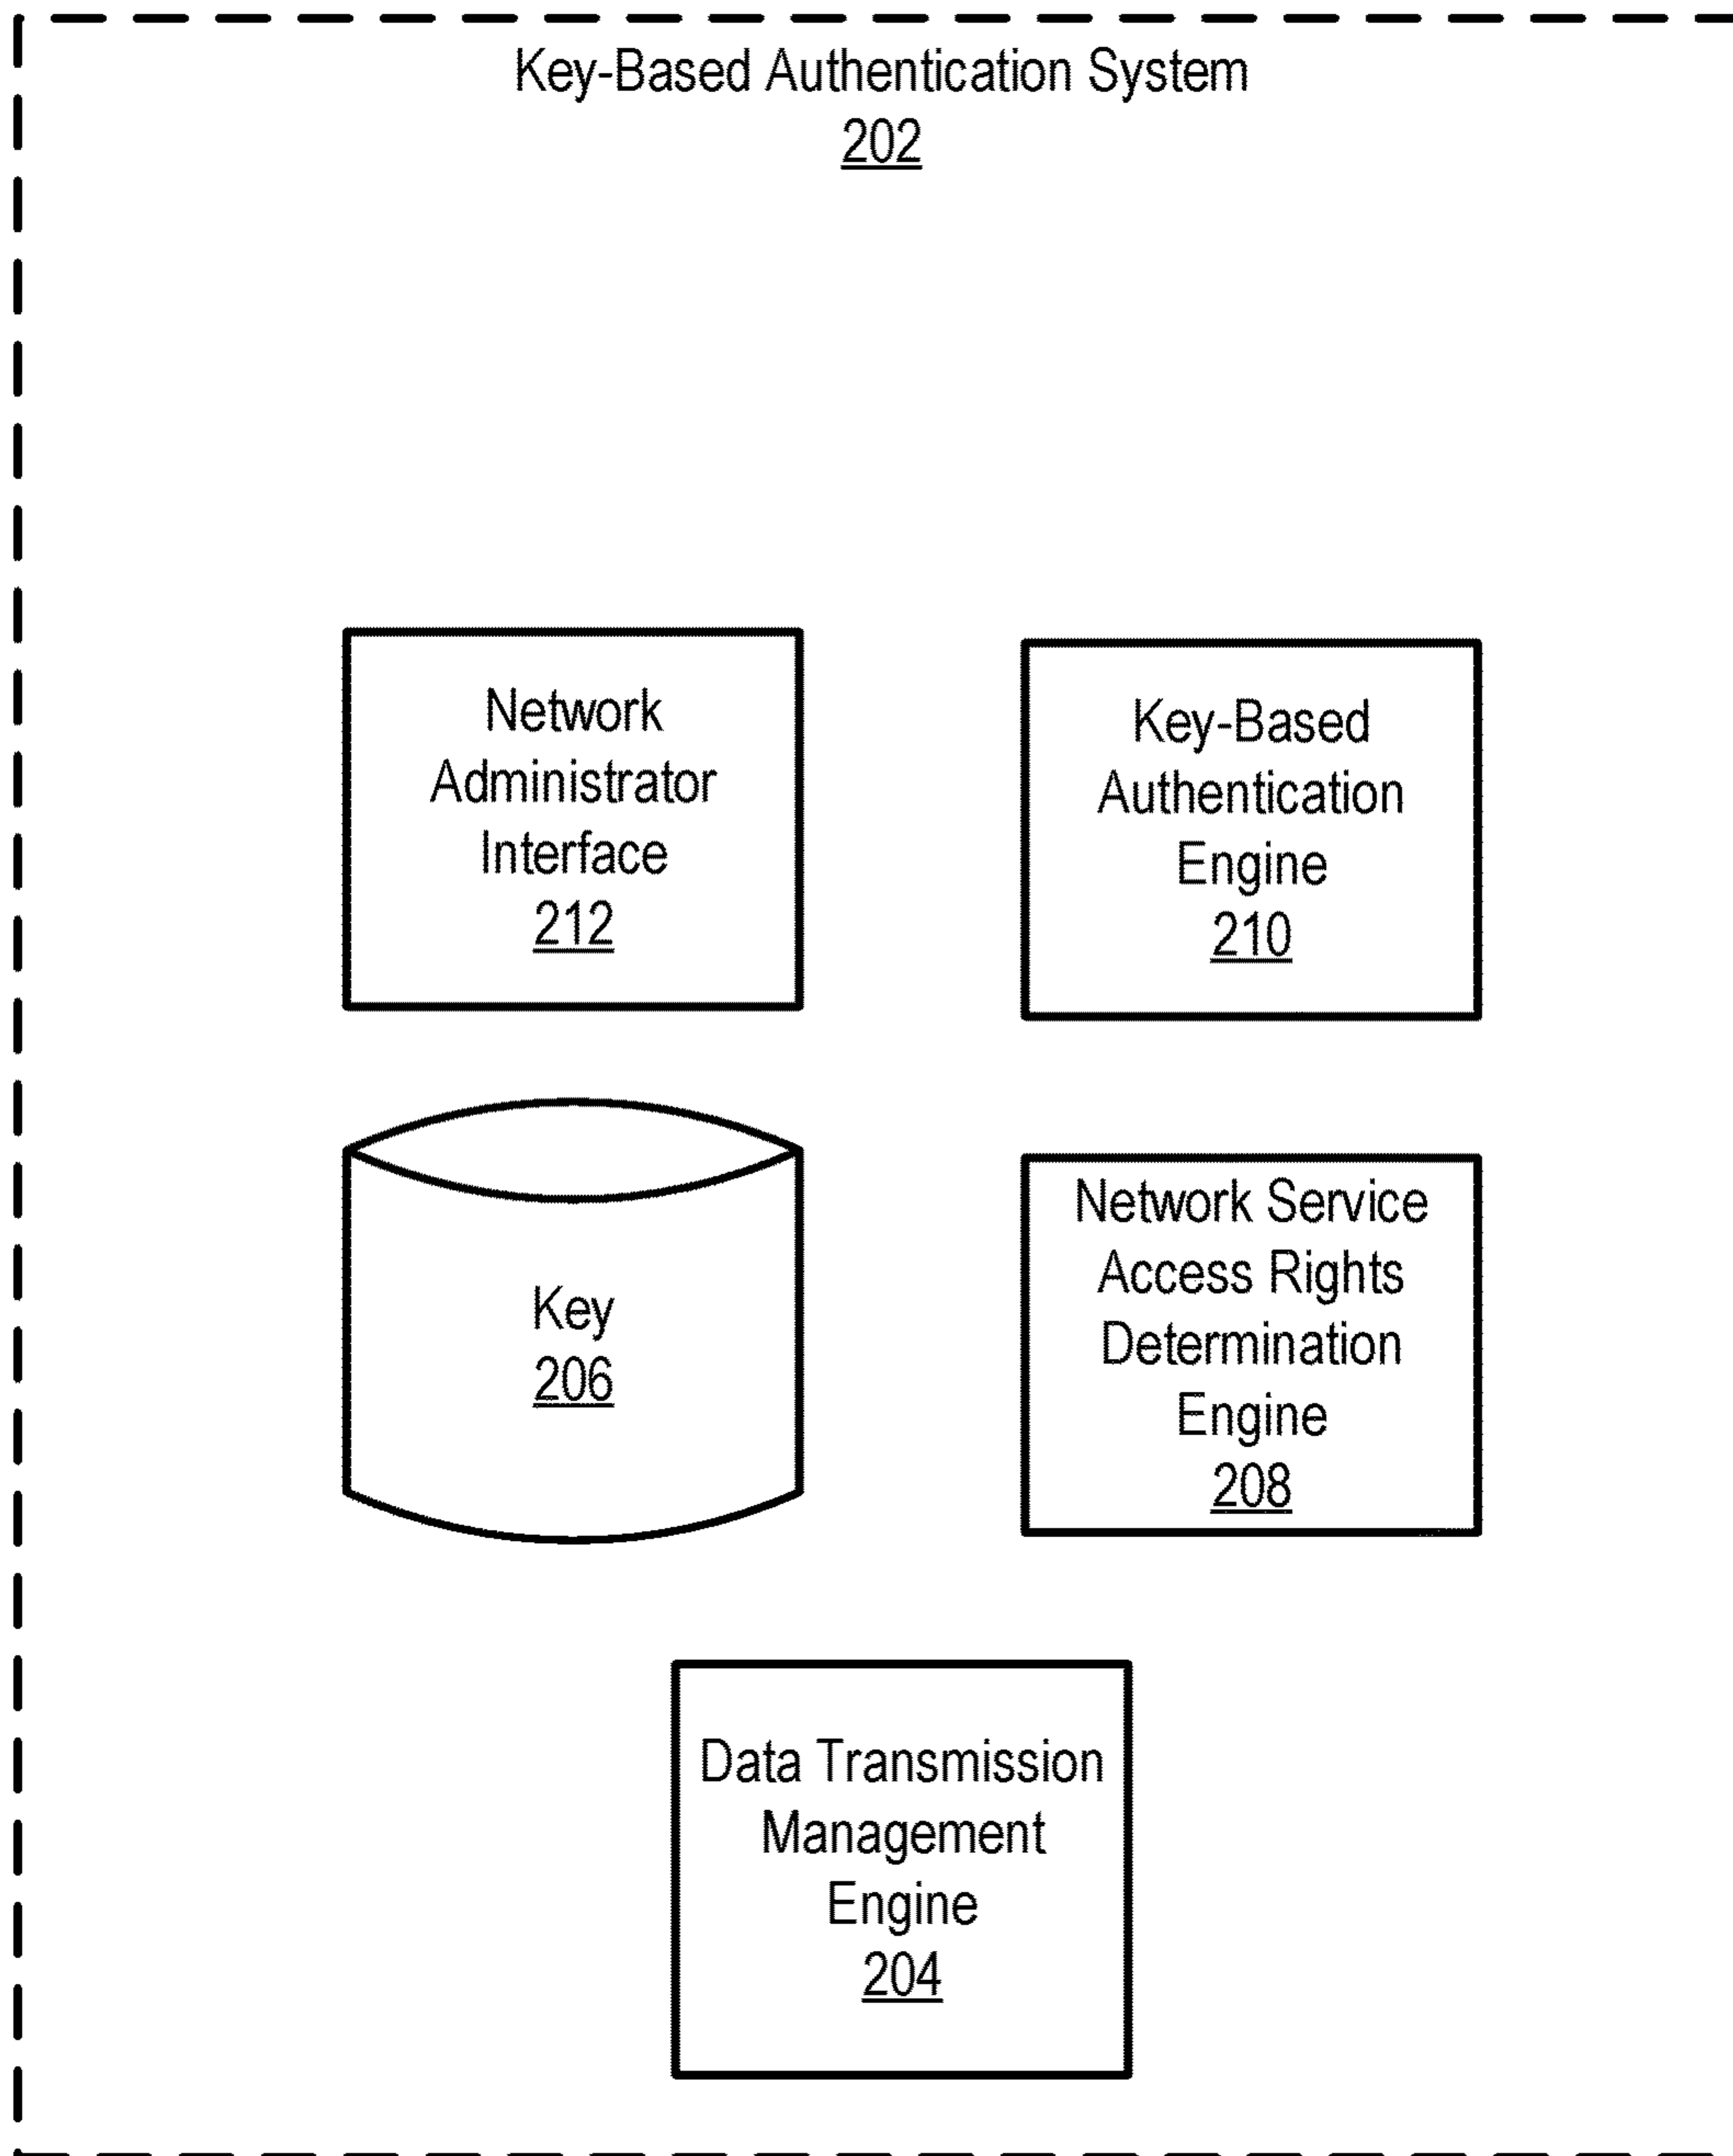 Key-Based Authentication System
202
Network
Administrator
Interface
212
Key-Based
Authentication
Engine
210
Key
206
Network Service
Access Rights
Determination
Engine
208
Data Transmission
Management
Engine
204